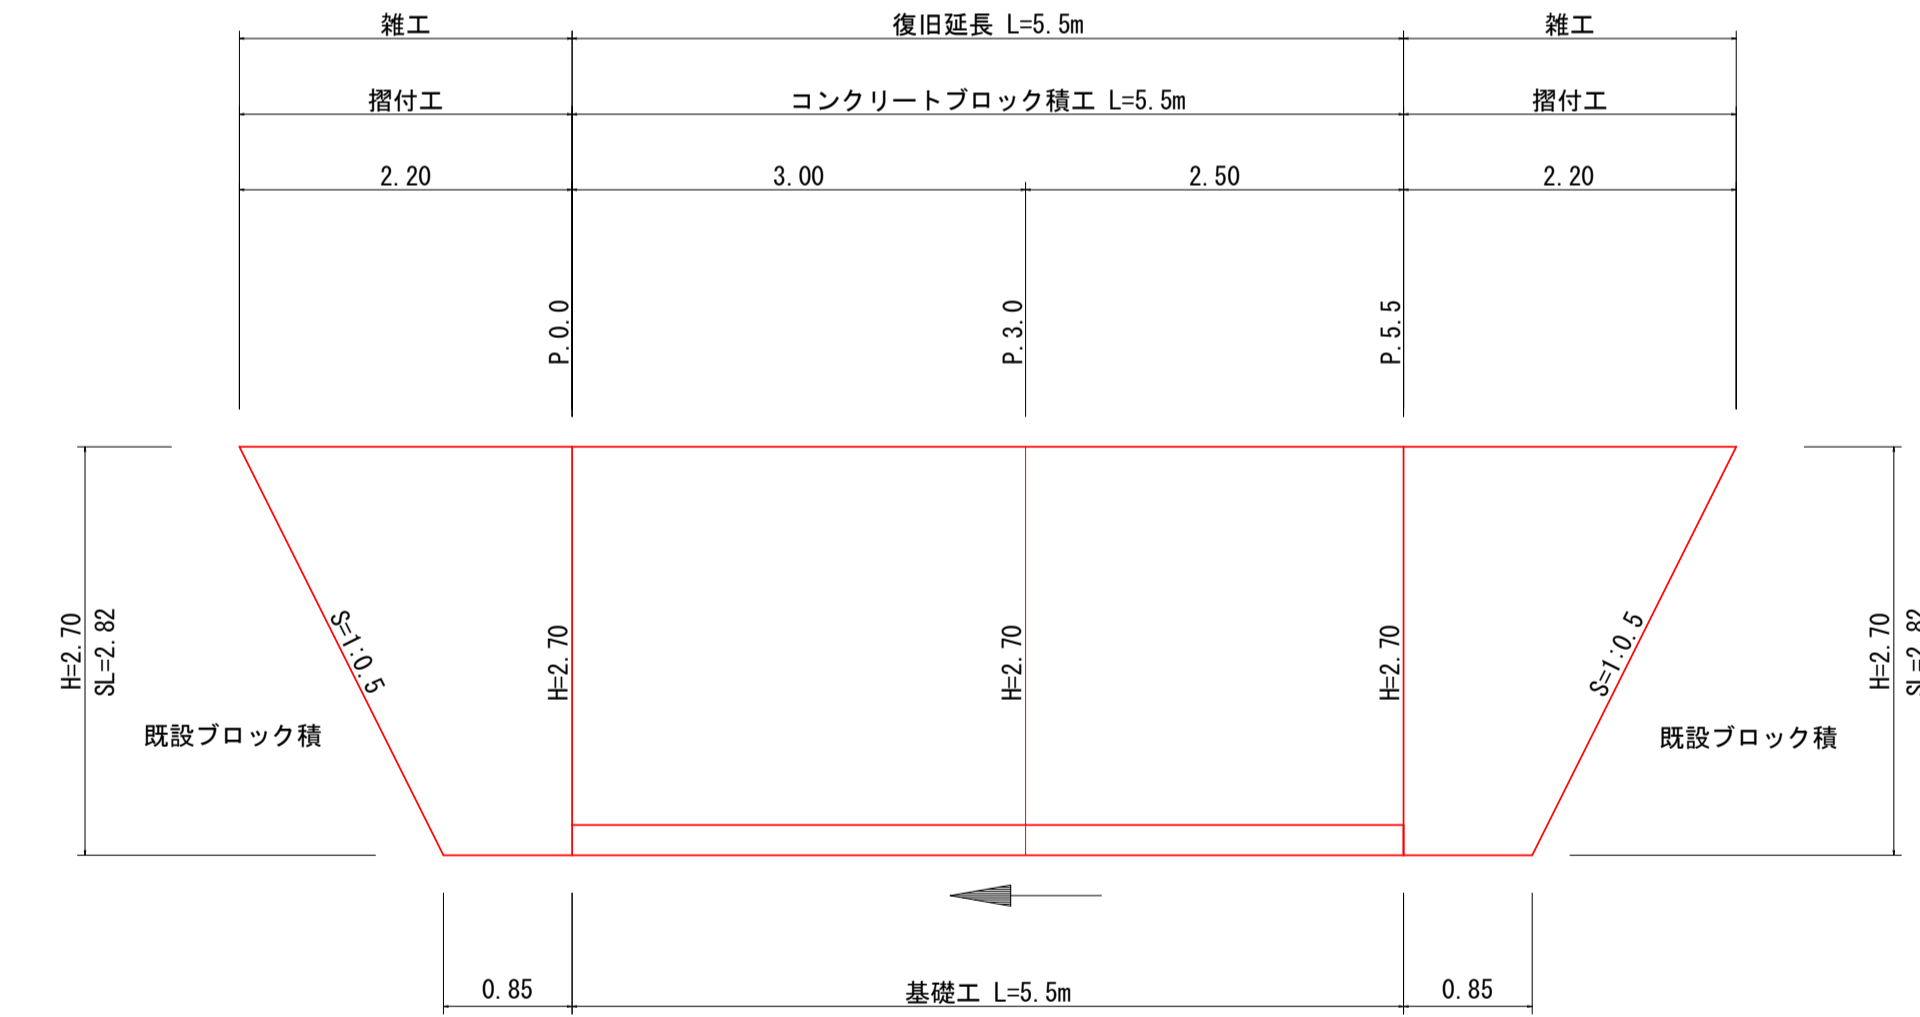 雑工
復旧延長 L=5.5m
雑工
摺付工
コンクリートブロック積工 L=5.5m
摺付工
2.20
3.00
2.50
2.20
P.0.0
P.3.0
P.5.5
H=2.70
SL=2.82
S=1:0.5
H=2.70
H=2.70
H=2.70
S=1:0.5
H=2.70
SL=2.82
既設ブロック積
既設ブロック積
0.85
基礎工 L=5.5m
0.85